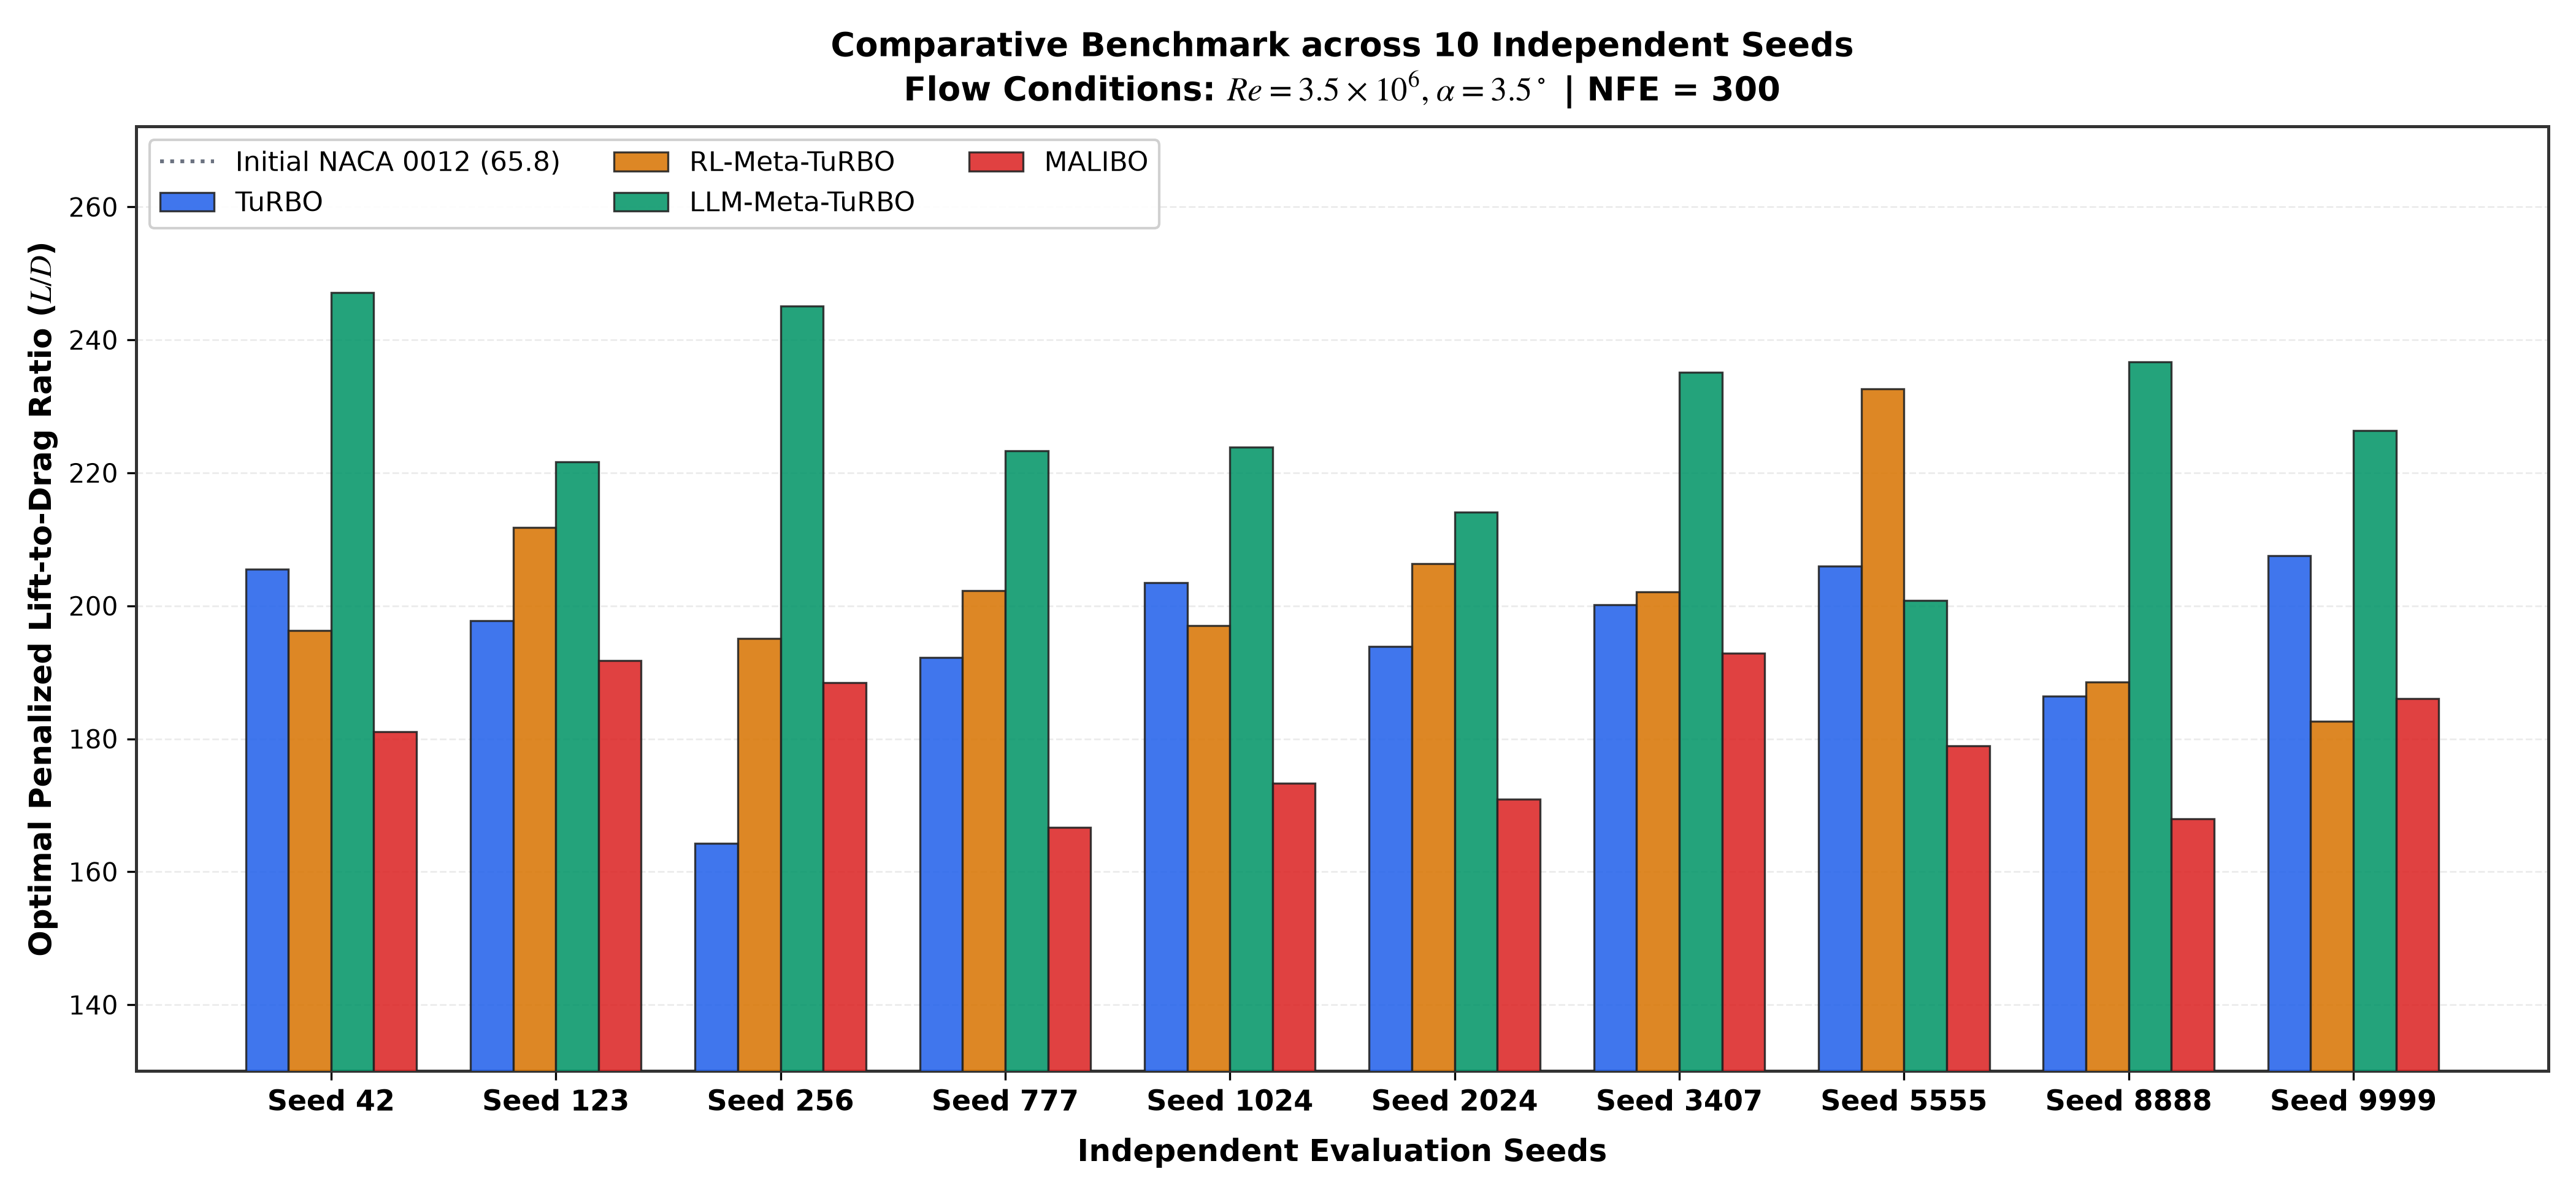 Comparative Benchmark across 10 Independent Seeds
Flow Conditions: Re = 3.5 × 10⁶, α = 3.5° | NFE = 300
Initial NACA 0012 (65.8)
TuRBO
RL-Meta-TuRBO
LLM-Meta-TuRBO
MALIBO
Optimal Penalized Lift-to-Drag Ratio (L/D)
260
240
220
200
180
160
140
Seed 42
Seed 123
Seed 256
Seed 777
Seed 1024
Seed 2024
Seed 3407
Seed 5555
Seed 8888
Seed 9999
Independent Evaluation Seeds